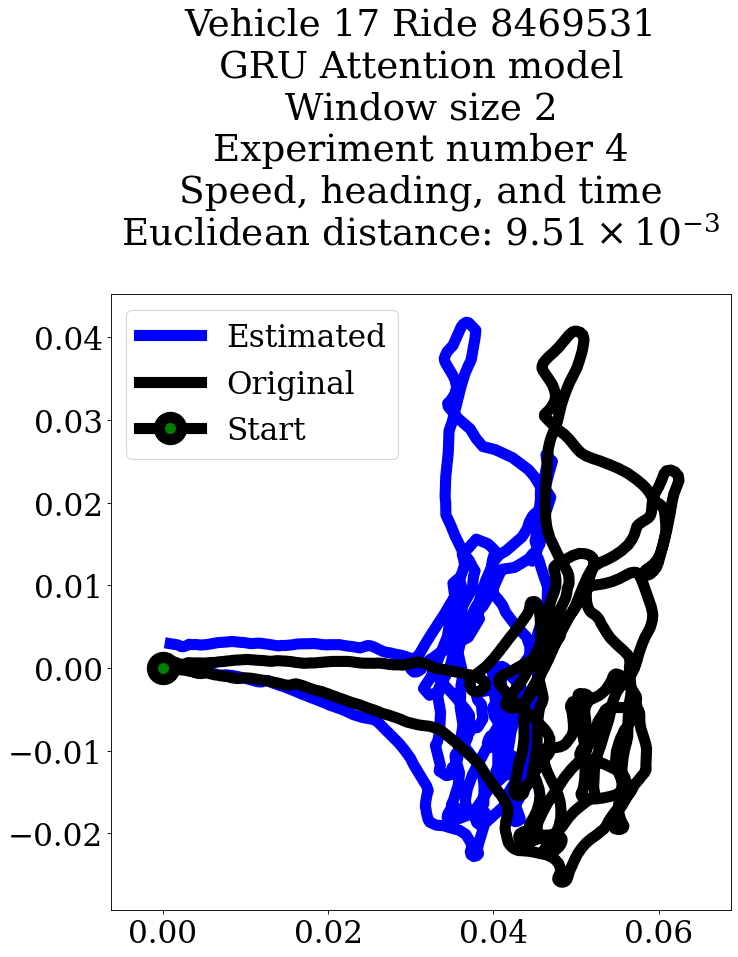 Vehicle 17 Ride 8469531
GRU Attention model
Window size 2
Experiment number 4
Speed, heading, and time
Euclidean distance: 9.51 × 10⁻³
Estimated
Original
Start
0.04
0.03
0.02
0.01
0.00
−0.01
−0.02
0.00 0.02 0.04 0.06